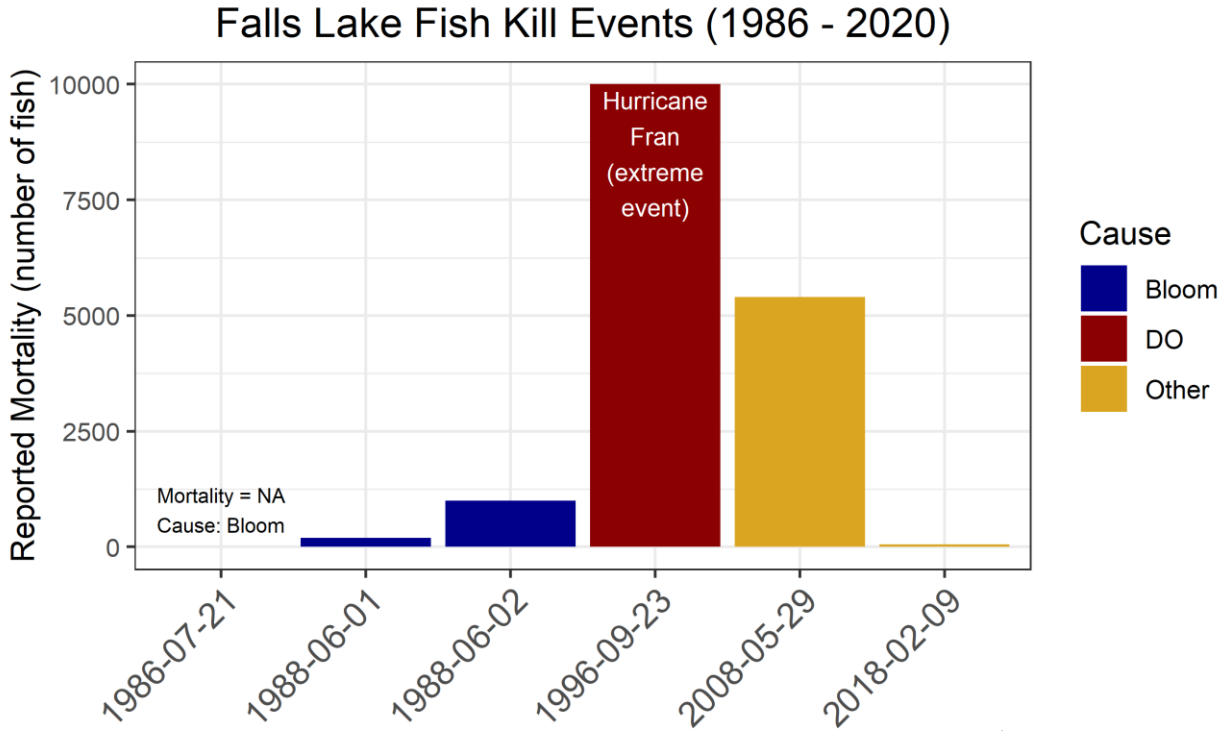 Falls Lake Fish Kill Events (1986 - 2020)
Reported Mortality (number of fish)
10000
7500
5000
2500
0
Hurricane
Fran
(extreme
event)
Mortality = NA
Cause: Bloom
1986-07-21
1988-06-01
1988-06-02
1996-09-23
2008-05-29
2018-02-09
Cause
Bloom
DO
Other